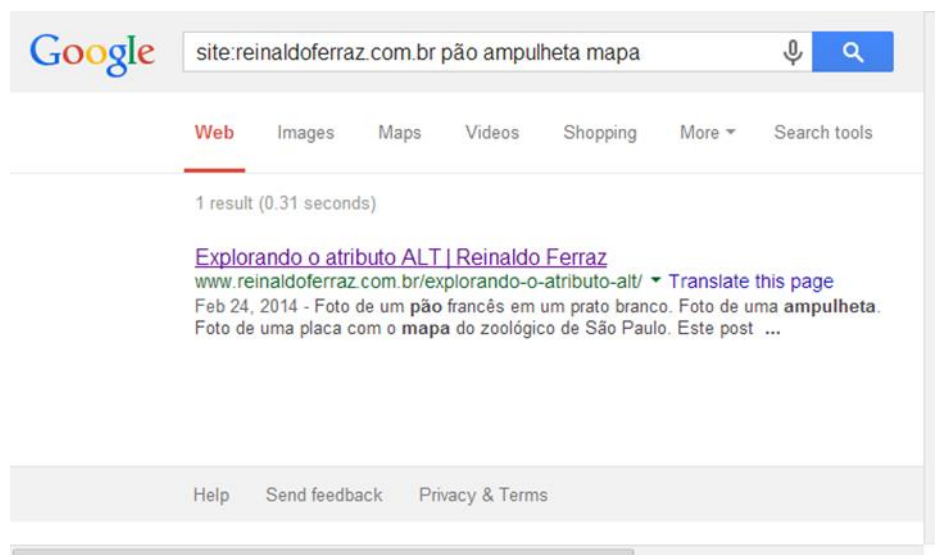 Google site:reinaldoferraz.com.br pão ampulheta mapa
Web Images Maps Videos Shopping More Search tools
1 result (0.31 seconds)
Explorando o atributo ALT | Reinaldo Ferraz
www.reinaldoferraz.com.br/explorando-o-atributo-alt/ Translate this page
Feb 24, 2014 - Foto de um pão francês em um prato branco. Foto de uma ampulheta.
Foto de uma placa com o mapa do zoológico de São Paulo. Este post ...
Help Send feedback Privacy & Terms